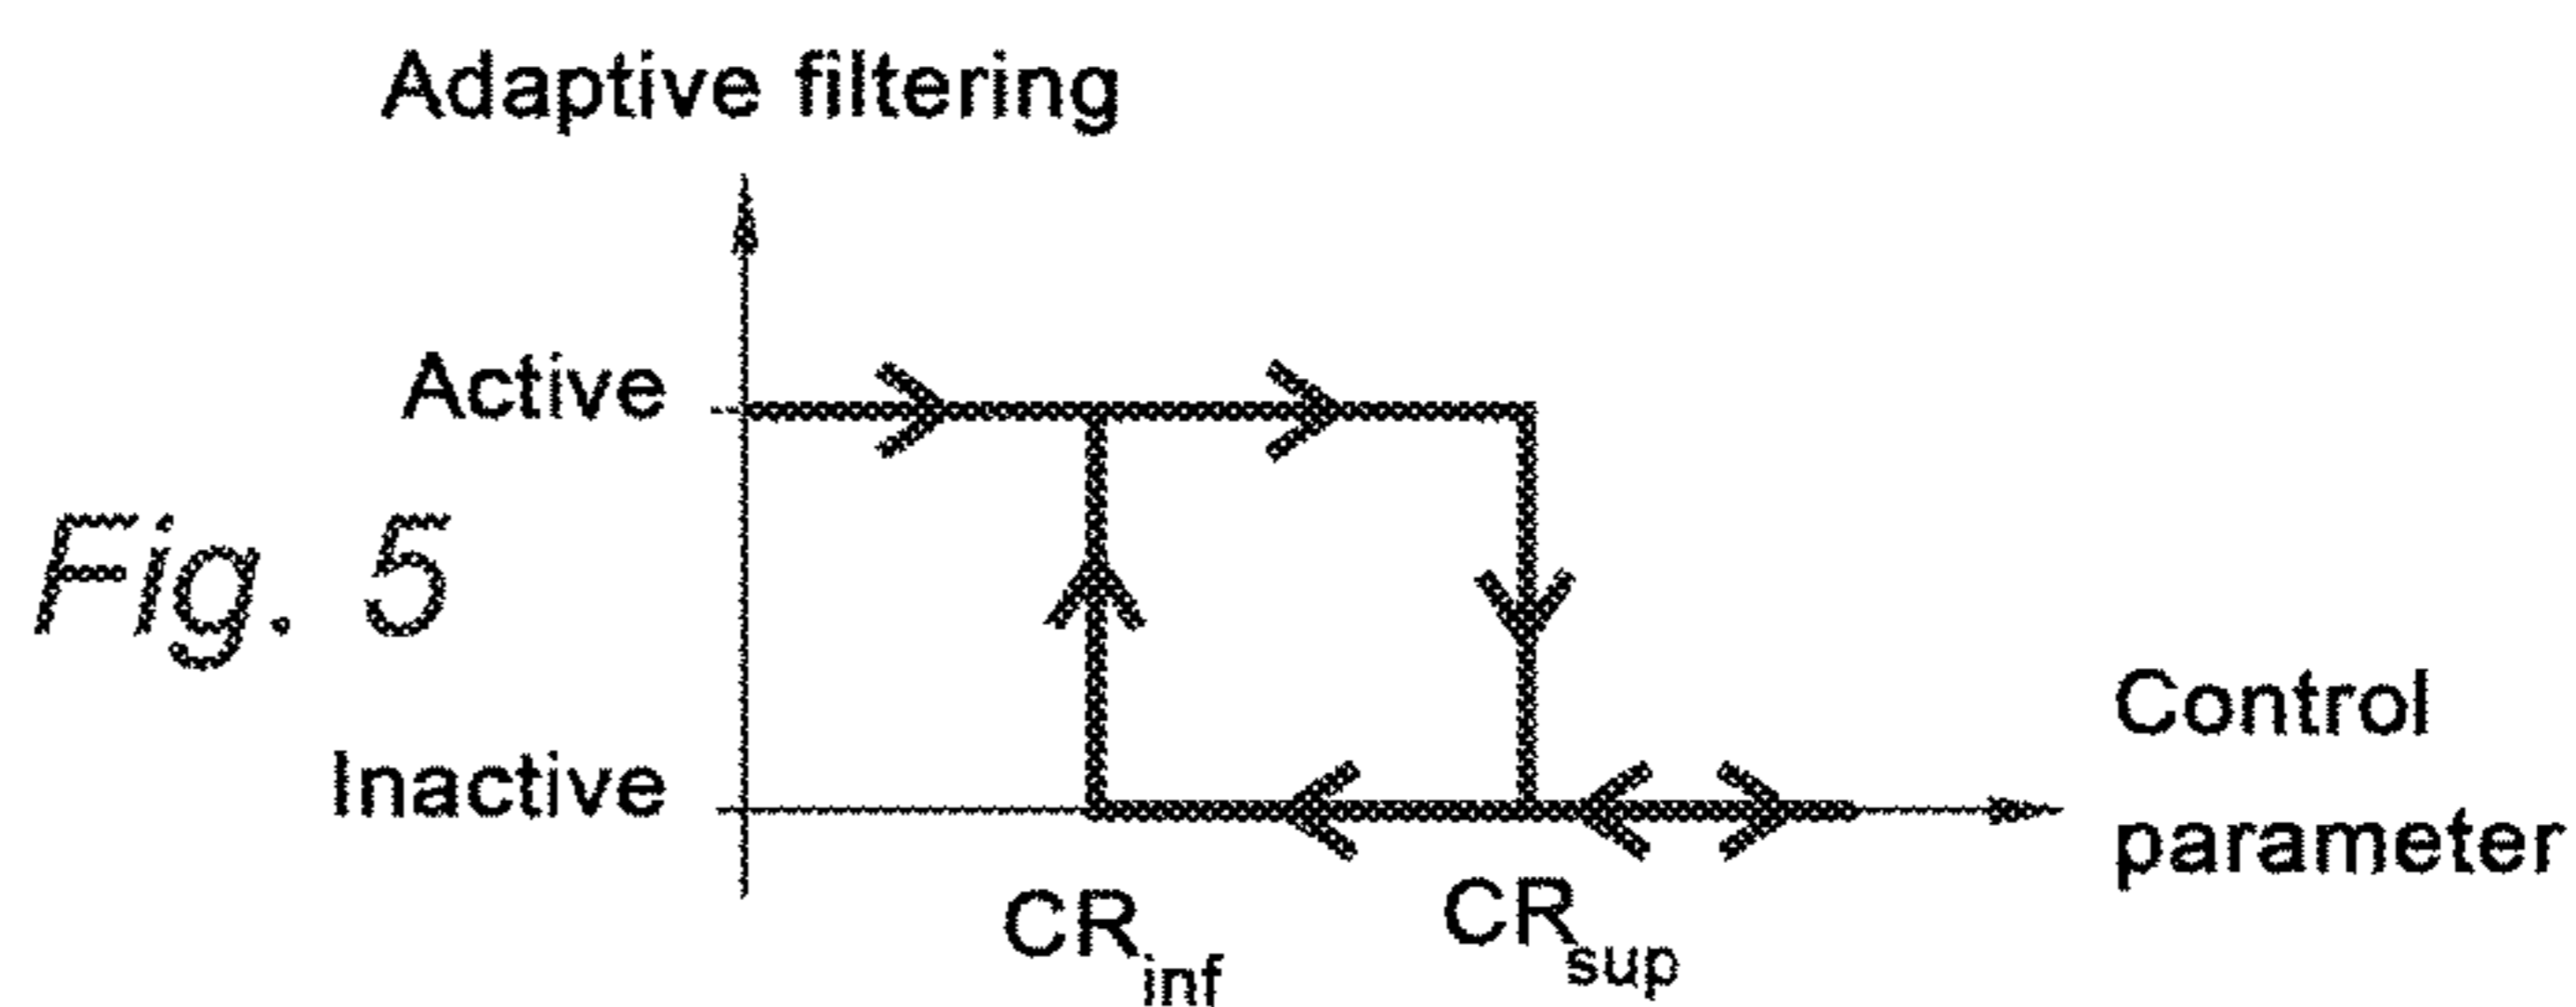 Adaptive filtering
Active
Fig. 5
Inactive
Control
parameter
CRinf
CRsup